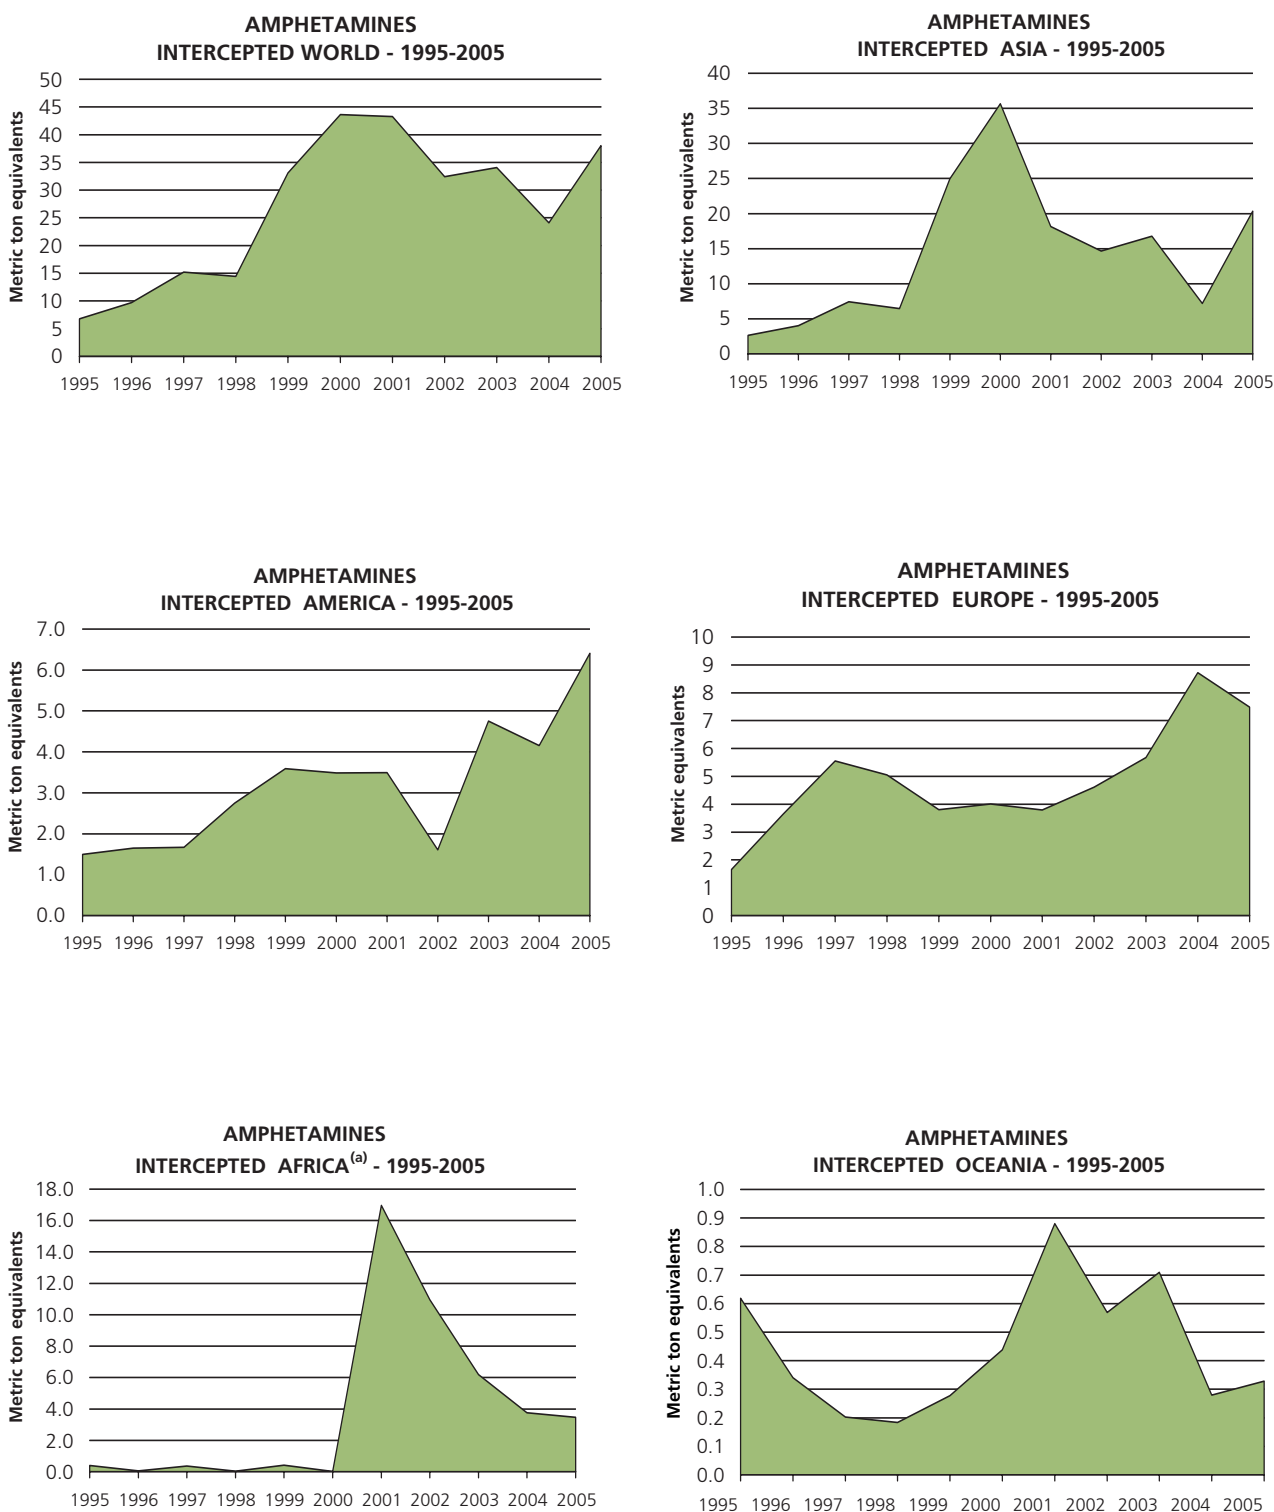 AMPHETAMINES
INTERCEPTED WORLD - 1995-2005
Metric ton equivalents
50
45
40
35
30
25
20
15
10
5
0
1995 1996 1997 1998 1999 2000 2001 2002 2003 2004 2005
AMPHETAMINES
INTERCEPTED ASIA - 1995-2005
Metric ton equivalents
40
35
30
25
20
15
10
5
0
1995 1996 1997 1998 1999 2000 2001 2002 2003 2004 2005
AMPHETAMINES
INTERCEPTED AMERICA - 1995-2005
Metric ton equivalents
7.0
6.0
5.0
4.0
3.0
2.0
1.0
0.0
1995 1996 1997 1998 1999 2000 2001 2002 2003 2004 2005
AMPHETAMINES
INTERCEPTED EUROPE - 1995-2005
Metric equivalents
10
9
8
7
6
5
4
3
2
1
0
1995 1996 1997 1998 1999 2000 2001 2002 2003 2004 2005
AMPHETAMINES
INTERCEPTED AFRICA(a) - 1995-2005
Metric ton equivalents
18.0
16.0
14.0
12.0
10.0
8.0
6.0
4.0
2.0
0.0
1995 1996 1997 1998 1999 2000 2001 2002 2003 2004 2005
AMPHETAMINES
INTERCEPTED OCEANIA - 1995-2005
Metric ton equivalents
1.0
0.9
0.8
0.7
0.6
0.5
0.4
0.3
0.2
0.1
0.0
1995 1996 1997 1998 1999 2000 2001 2002 2003 2004 2005